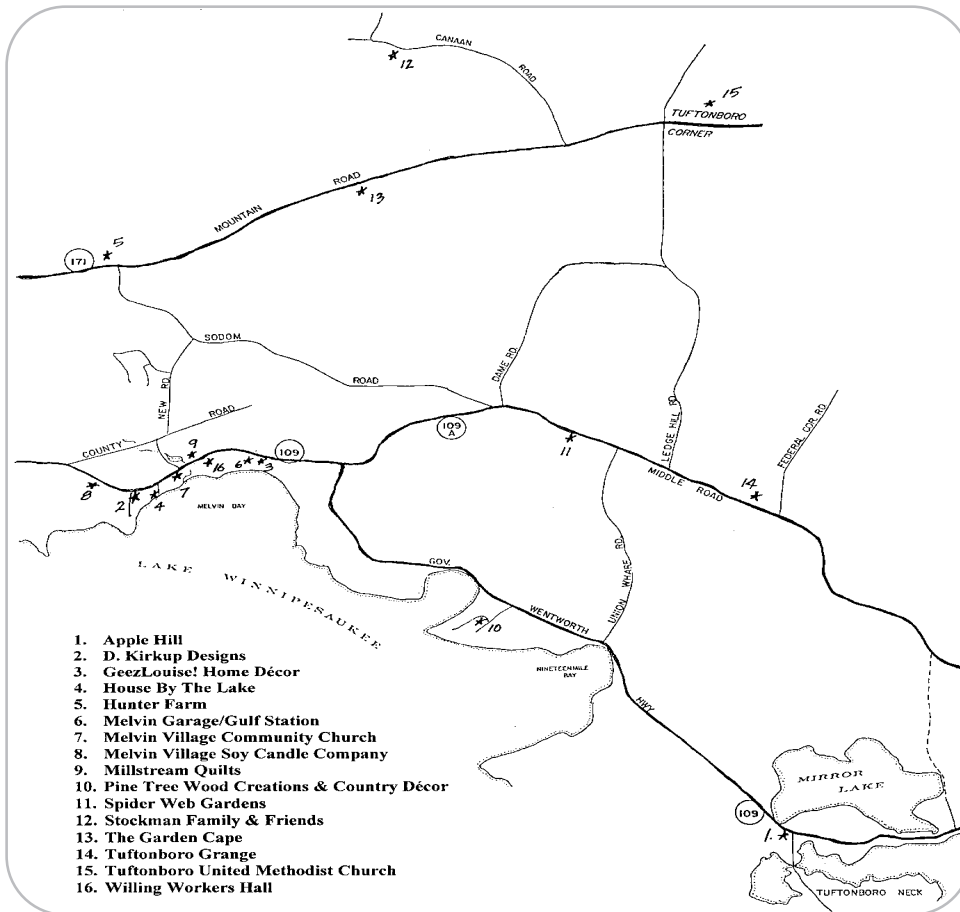 CANAAN
ROAD
12
15
TUFTONBORO
CORNER
ROAD
13
MOUNTAIN
5
171
SODOM
ROAD
DAME RD.
NEW RD.
ROAD
COUNTY
109
A
LEDGE HILL RD.
FEDERAL COR. RD.
9
109
16
6
3
11
MIDDLE ROAD
8
2
4
7
14
MELVIN BAY
UNION WHARF RD.
LAKE WINNIPESAUKEE
GOV.
WENTWORTH
10
NINETEEN MILE
BAY
HWY
MIRROR
LAKE
109
1.
TUFTONBORO NECK
1. Apple Hill
2. D. Kirkup Designs
3. GeezLouise! Home Décor
4. House By The Lake
5. Hunter Farm
6. Melvin Garage/Gulf Station
7. Melvin Village Community Church
8. Melvin Village Soy Candle Company
9. Millstream Quilts
10. Pine Tree Wood Creations & Country Décor
11. Spider Web Gardens
12. Stockman Family & Friends
13. The Garden Cape
14. Tuftonboro Grange
15. Tuftonboro United Methodist Church
16. Willing Workers Hall